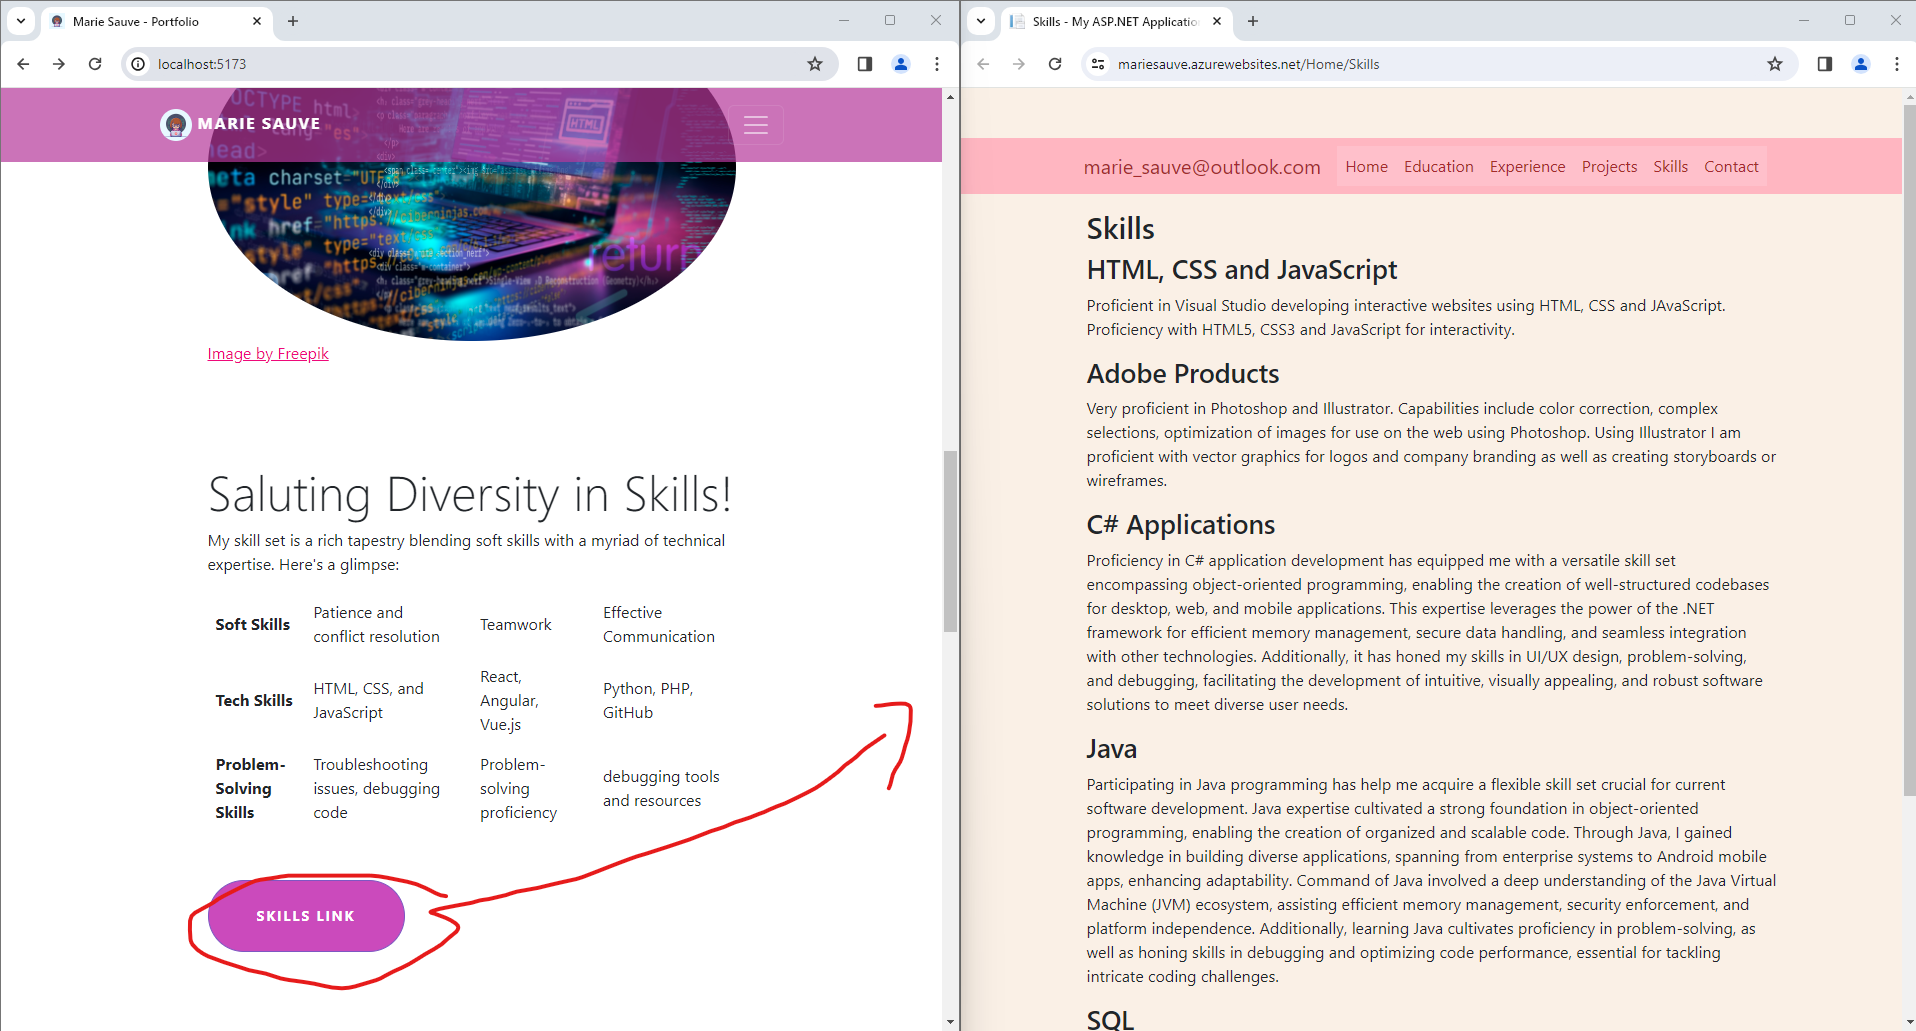 Marie Sauve - Portfolio
localhost:5173
MARIE SAUVE
Image by Freepik
Saluting Diversity in Skills!
My skill set is a rich tapestry blending soft skills with a myriad of technical
expertise. Here's a glimpse:
Soft Skills
Patience and
conflict resolution
Teamwork
Effective
Communication
Tech Skills
HTML, CSS, and
JavaScript
React,
Angular,
Vue.js
Python, PHP,
GitHub
Problem-
Solving
Skills
Troubleshooting
issues, debugging
code
Problem-
solving
proficiency
debugging tools
and resources
SKILLS LINK
Skills - My ASP.NET Applicatio
mariesauve.azurewebsites.net/Home/Skills
marie_sauve@outlook.com
Home Education Experience Projects Skills Contact
Skills
HTML, CSS and JavaScript
Proficient in Visual Studio developing interactive websites using HTML, CSS and JAvaScript.
Proficiency with HTML5, CSS3 and JavaScript for interactivity.
Adobe Products
Very proficient in Photoshop and Illustrator. Capabilities include color correction, complex
selections, optimization of images for use on the web using Photoshop. Using Illustrator I am
proficient with vector graphics for logos and company branding as well as creating storyboards or
wireframes.
C# Applications
Proficiency in C# application development has equipped me with a versatile skill set
encompassing object-oriented programming, enabling the creation of well-structured codebases
for desktop, web, and mobile applications. This expertise leverages the power of the .NET
framework for efficient memory management, secure data handling, and seamless integration
with other technologies. Additionally, it has honed my skills in UI/UX design, problem-solving,
and debugging, facilitating the development of intuitive, visually appealing, and robust software
solutions to meet diverse user needs.
Java
Participating in Java programming has help me acquire a flexible skill set crucial for current
software development. Java expertise cultivated a strong foundation in object-oriented
programming, enabling the creation of organized and scalable code. Through Java, I gained
knowledge in building diverse applications, spanning from enterprise systems to Android mobile
apps, enhancing adaptability. Command of Java involved a deep understanding of the Java Virtual
Machine (JVM) ecosystem, assisting efficient memory management, security enforcement, and
platform independence. Additionally, learning Java cultivates proficiency in problem-solving, as
well as honing skills in debugging and optimizing code performance, essential for tackling
intricate coding challenges.
SQL